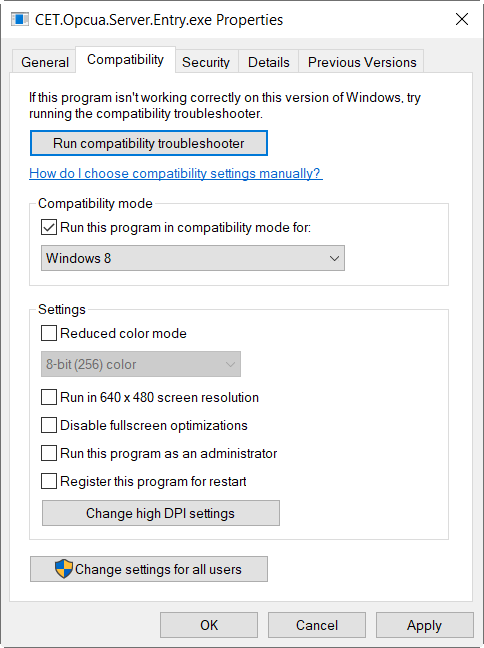 CET.Opcua.Server.Entry.exe Properties
General Compatibility Security Details Previous Versions
If this program isn't working correctly on this version of Windows, try
running the compatibility troubleshooter.
Run compatibility troubleshooter
How do I choose compatibility settings manually?
Compatibility mode
Run this program in compatibility mode for:
Windows 8
Settings
Reduced color mode
8-bit (256) color
Run in 640 x 480 screen resolution
Disable fullscreen optimizations
Run this program as an administrator
Register this program for restart
Change high DPI settings
Change settings for all users
OK Cancel Apply